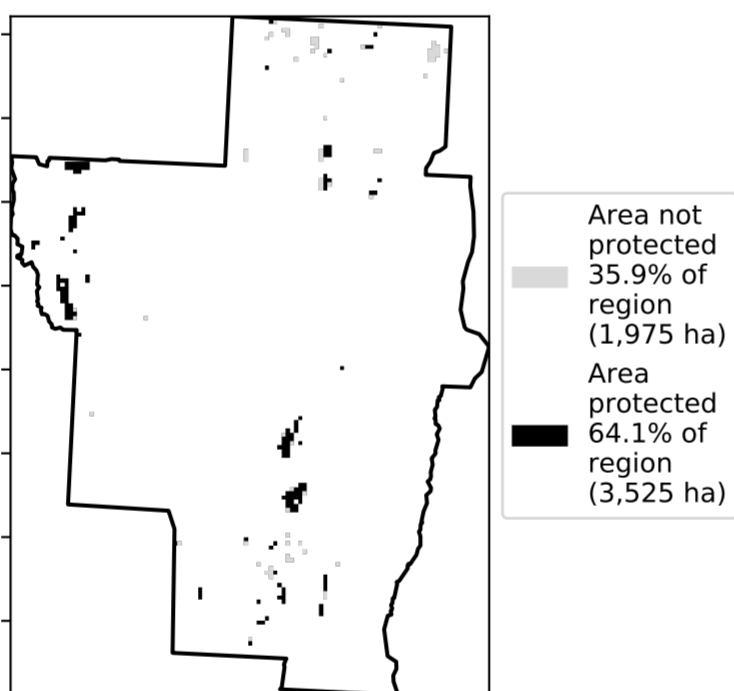 Area not
protected
35.9% of
region
(1,975 ha)
Area
protected
64.1% of
region
(3,525 ha)